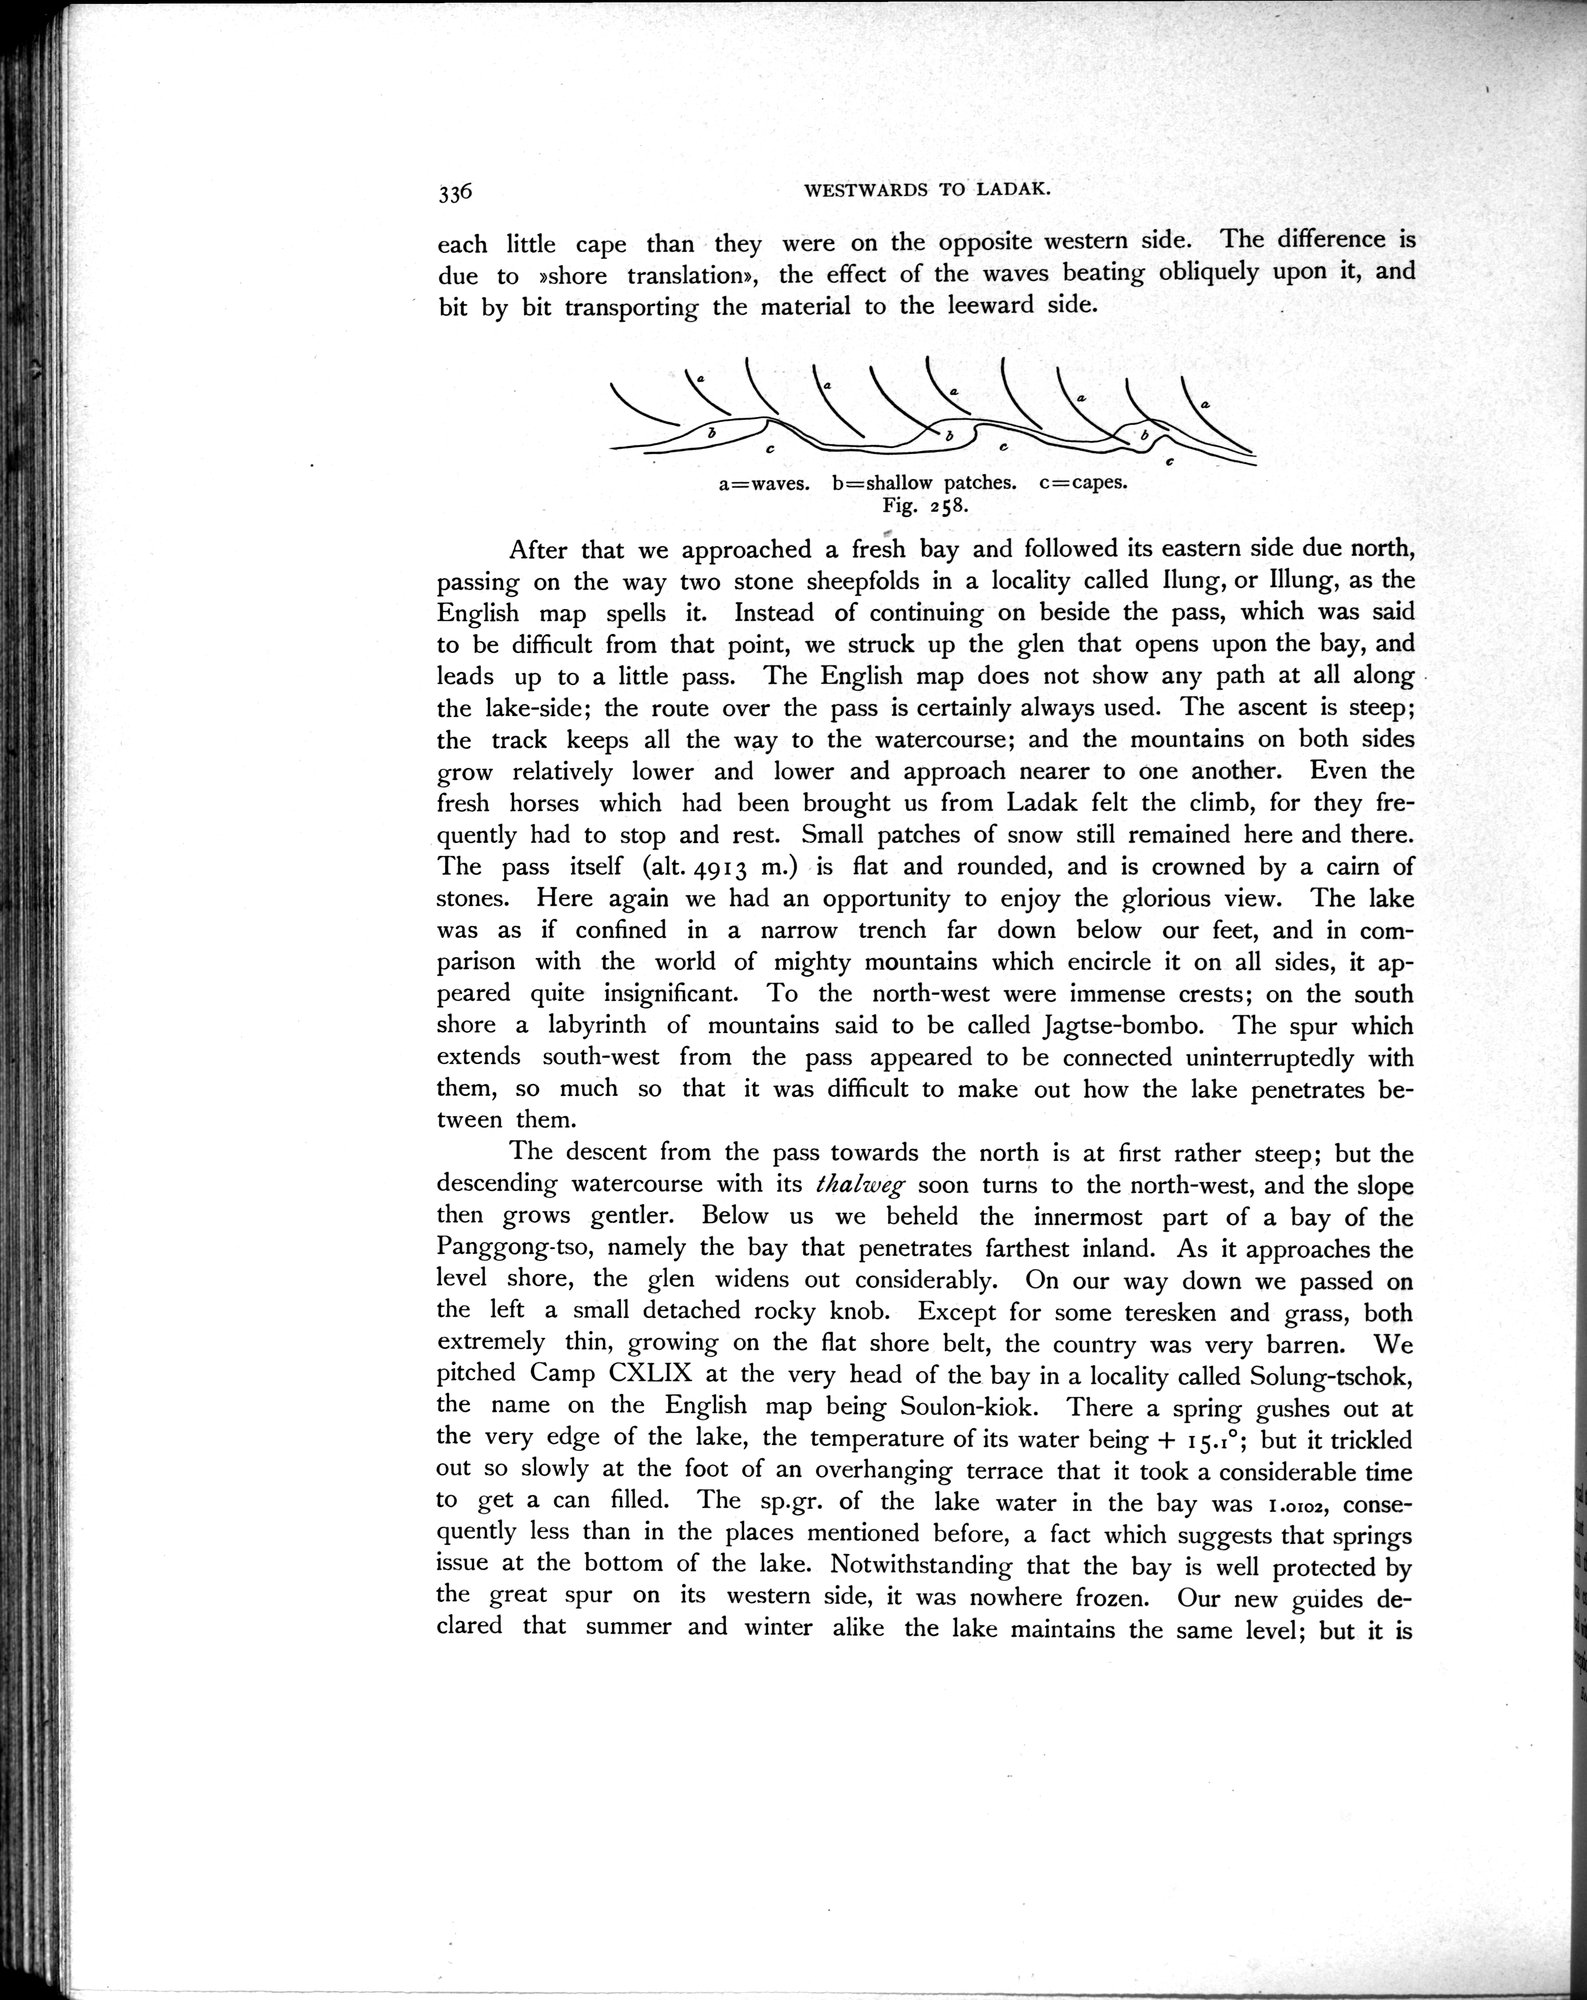 336
WESTWARDS TO LADAK.
each little cape than they were on the opposite western side. The difference is
due to »shore translation», the effect of the waves beating obliquely upon it, and
bit by bit transporting the material to the leeward side.
a a a a a
b b b
c c c
a=waves. b=shallow patches. c=capes.
Fig. 258.
After that we approached a fresh bay and followed its eastern side due north,
passing on the way two stone sheepfolds in a locality called Ilung, or Illung, as the
English map spells it. Instead of continuing on beside the pass, which was said
to be difficult from that point, we struck up the glen that opens upon the bay, and
leads up to a little pass. The English map does not show any path at all along
the lake-side; the route over the pass is certainly always used. The ascent is steep;
the track keeps all the way to the watercourse; and the mountains on both sides
grow relatively lower and lower and approach nearer to one another. Even the
fresh horses which had been brought us from Ladak felt the climb, for they fre-
quently had to stop and rest. Small patches of snow still remained here and there.
The pass itself (alt. 4913 m.) is flat and rounded, and is crowned by a cairn of
stones. Here again we had an opportunity to enjoy the glorious view. The lake
was as if confined in a narrow trench far down below our feet, and in com-
parison with the world of mighty mountains which encircle it on all sides, it ap-
peared quite insignificant. To the north-west were immense crests; on the south
shore a labyrinth of mountains said to be called Jagtse-bombo. The spur which
extends south-west from the pass appeared to be connected uninterruptedly with
them, so much so that it was difficult to make out how the lake penetrates be-
tween them.
The descent from the pass towards the north is at first rather steep; but the
descending watercourse with its thalweg soon turns to the north-west, and the slope
then grows gentler. Below us we beheld the innermost part of a bay of the
Panggong-tso, namely the bay that penetrates farthest inland. As it approaches the
level shore, the glen widens out considerably. On our way down we passed on
the left a small detached rocky knob. Except for some teresken and grass, both
extremely thin, growing on the flat shore belt, the country was very barren. We
pitched Camp CXLIX at the very head of the bay in a locality called Solung-tschok,
the name on the English map being Soulon-kiok. There a spring gushes out at
the very edge of the lake, the temperature of its water being + 15.1°; but it trickled
out so slowly at the foot of an overhanging terrace that it took a considerable time
to get a can filled. The sp.gr. of the lake water in the bay was 1.0102, conse-
quently less than in the places mentioned before, a fact which suggests that springs
issue at the bottom of the lake. Notwithstanding that the bay is well protected by
the great spur on its western side, it was nowhere frozen. Our new guides de-
clared that summer and winter alike the lake maintains the same level; but it is